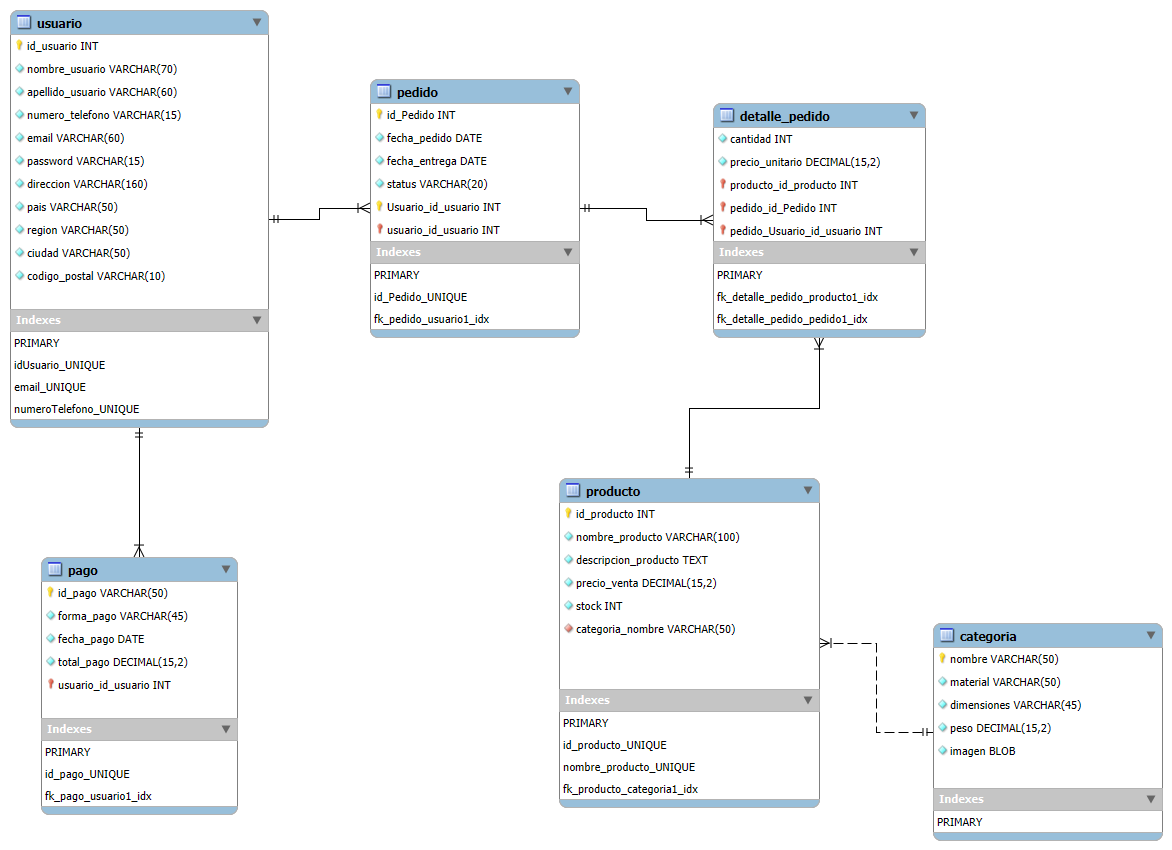 usuario
id_usuario INT
nombre_usuario VARCHAR(70)
apellido_usuario VARCHAR(60)
numero_telefono VARCHAR(15)
email VARCHAR(60)
password VARCHAR(15)
direccion VARCHAR(160)
pais VARCHAR(50)
region VARCHAR(50)
ciudad VARCHAR(50)
codigo_postal VARCHAR(10)
Indexes
PRIMARY
idUsuario_UNIQUE
email_UNIQUE
numeroTelefono_UNIQUE
pedido
id_Pedido INT
fecha_pedido DATE
fecha_entrega DATE
status VARCHAR(20)
Usuario_id_usuario INT
usuario_id_usuario INT
Indexes
PRIMARY
id_Pedido_UNIQUE
fk_pedido_usuario1_idx
detalle_pedido
cantidad INT
precio_unitario DECIMAL(15,2)
producto_id_producto INT
pedido_id_Pedido INT
pedido_Usuario_id_usuario INT
Indexes
PRIMARY
fk_detalle_pedido_producto1_idx
fk_detalle_pedido_pedido1_idx
pago
id_pago VARCHAR(50)
forma_pago VARCHAR(45)
fecha_pago DATE
total_pago DECIMAL(15,2)
usuario_id_usuario INT
Indexes
PRIMARY
id_pago_UNIQUE
fk_pago_usuario1_idx
producto
id_producto INT
nombre_producto VARCHAR(100)
descripcion_producto TEXT
precio_venta DECIMAL(15,2)
stock INT
categoria_nombre VARCHAR(50)
Indexes
PRIMARY
id_producto_UNIQUE
nombre_producto_UNIQUE
fk_producto_categoria1_idx
categoria
nombre VARCHAR(50)
material VARCHAR(50)
dimensiones VARCHAR(45)
peso DECIMAL(15,2)
imagen BLOB
Indexes
PRIMARY